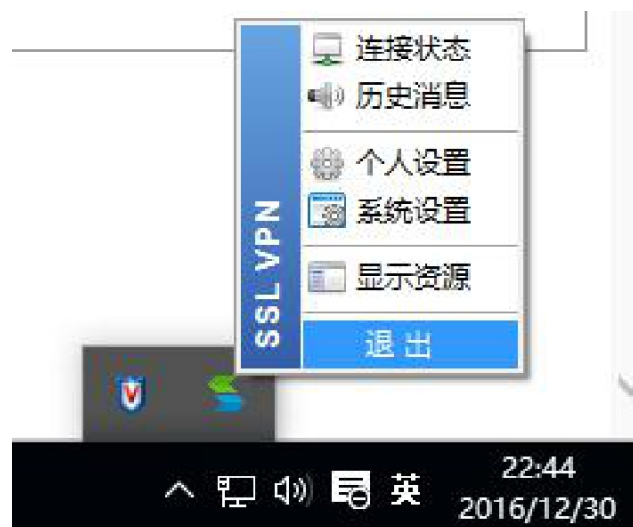 连接状态
历史消息
个人设置
系统设置
显示资源
退出
SSL VPN
英
22:44
2016/12/30